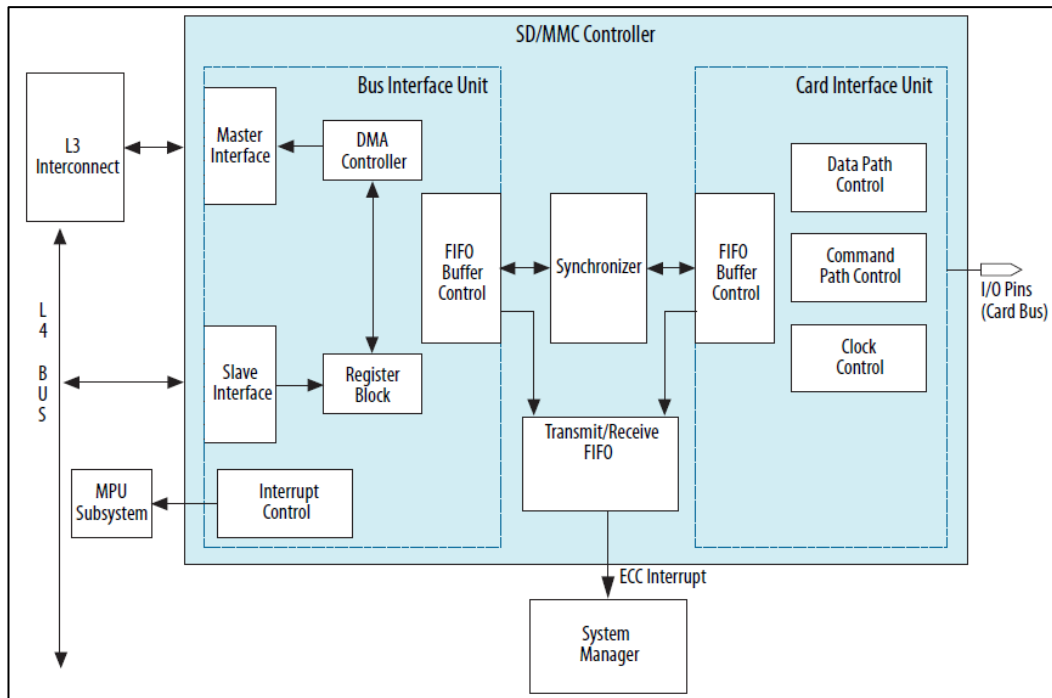 SD/MMC Controller
Bus Interface Unit
Card Interface Unit
L3
Interconnect
Master
Interface
DMA
Controller
FIFO
Buffer
Control
Synchronizer
FIFO
Buffer
Control
Data Path
Control
Command
Path Control
Clock
Control
I/O Pins
(Card Bus)
L
4
B
U
S
Slave
Interface
Register
Block
Transmit/Receive
FIFO
MPU
Subsystem
Interrupt
Control
ECC Interrupt
System
Manager